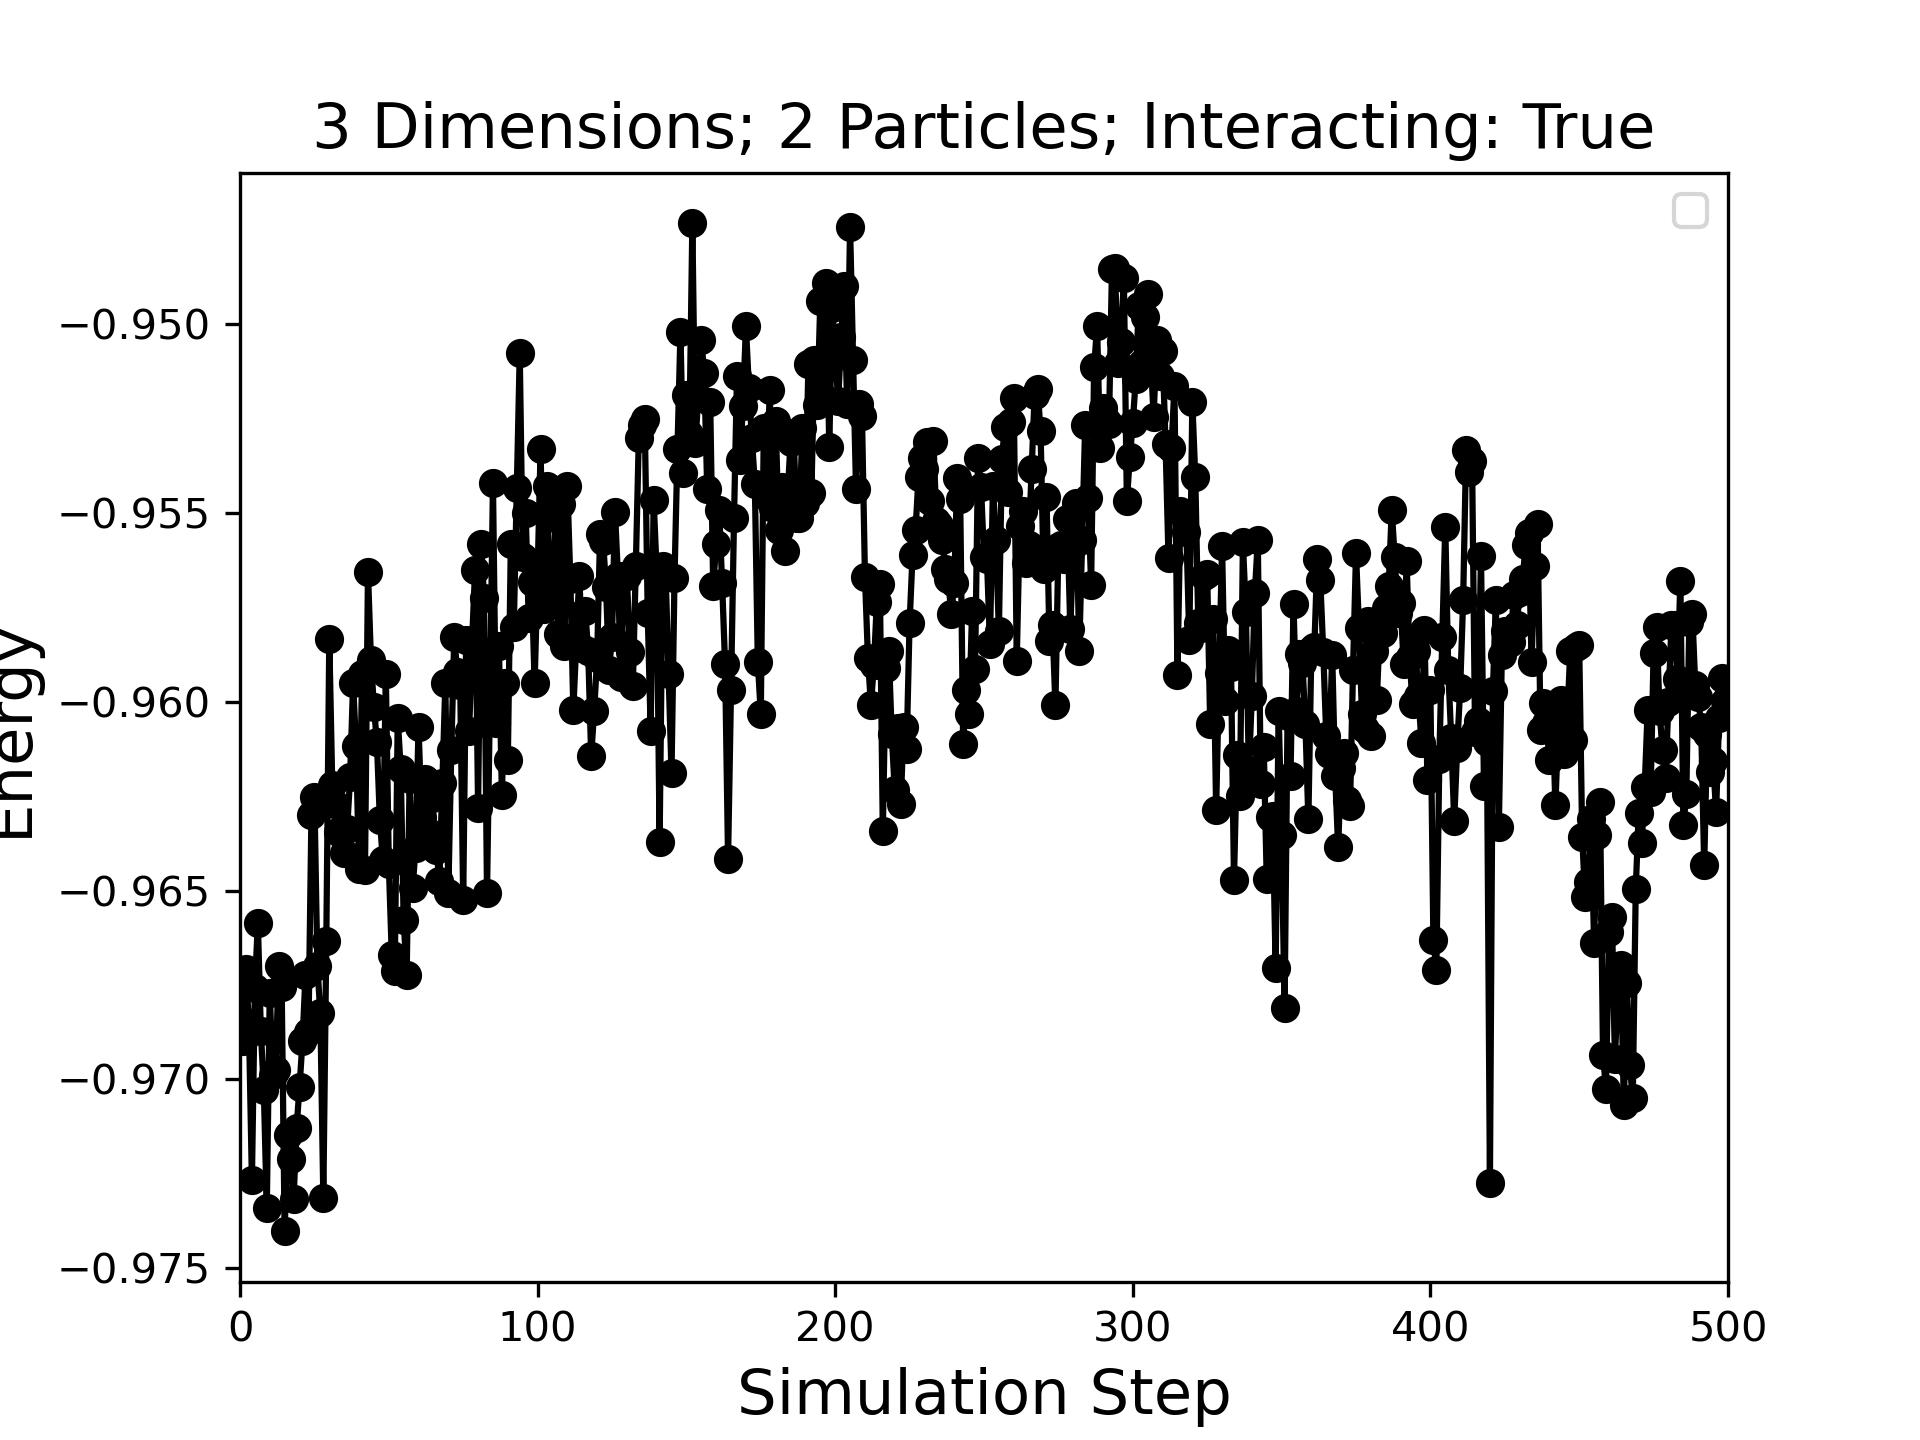 3 Dimensions; 2 Particles; Interacting: True
−0.950
−0.955
−0.960
−0.965
−0.970
−0.975
Energy
0 100 200 300 400 500
Simulation Step